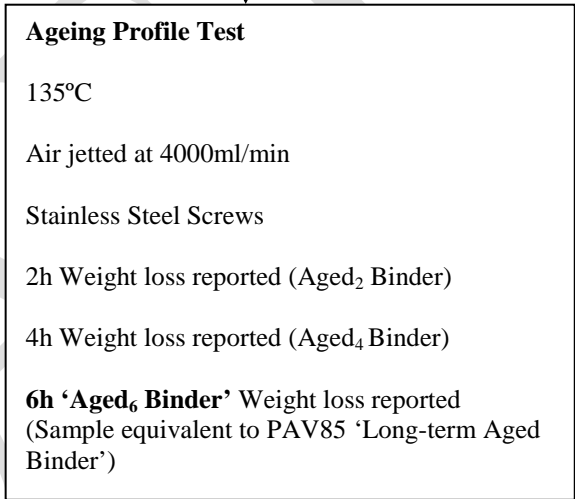 Ageing Profile Test
135ºC
Air jetted at 4000ml/min
Stainless Steel Screws
2h Weight loss reported (Aged₂ Binder)
4h Weight loss reported (Aged₄ Binder)
6h ‘Aged₆ Binder’ Weight loss reported
(Sample equivalent to PAV85 ‘Long-term Aged
Binder’)